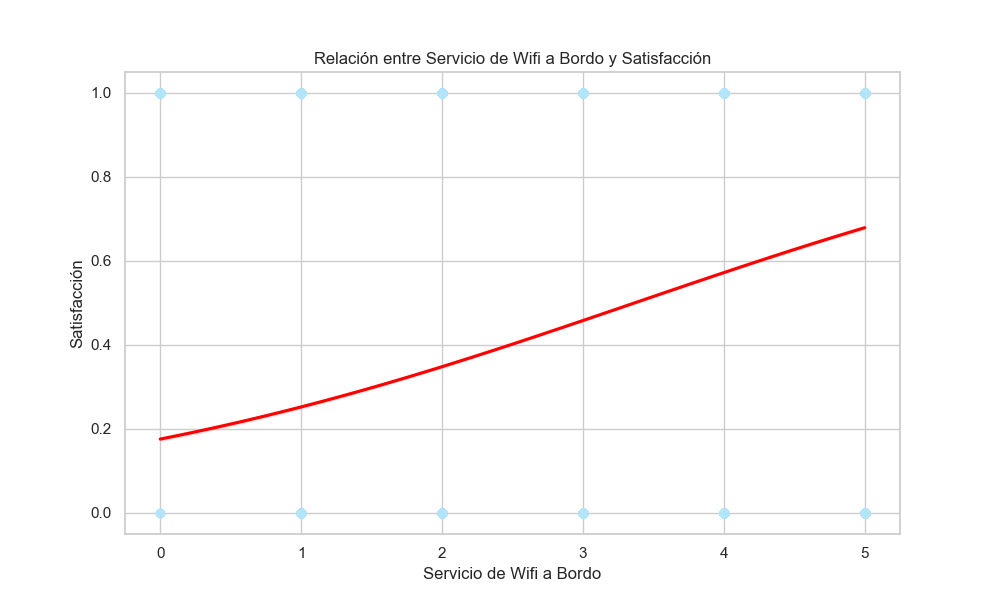 Relación entre Servicio de Wifi a Bordo y Satisfacción
Satisfacción
1.0
0.8
0.6
0.4
0.2
0.0
0 1 2 3 4 5
Servicio de Wifi a Bordo